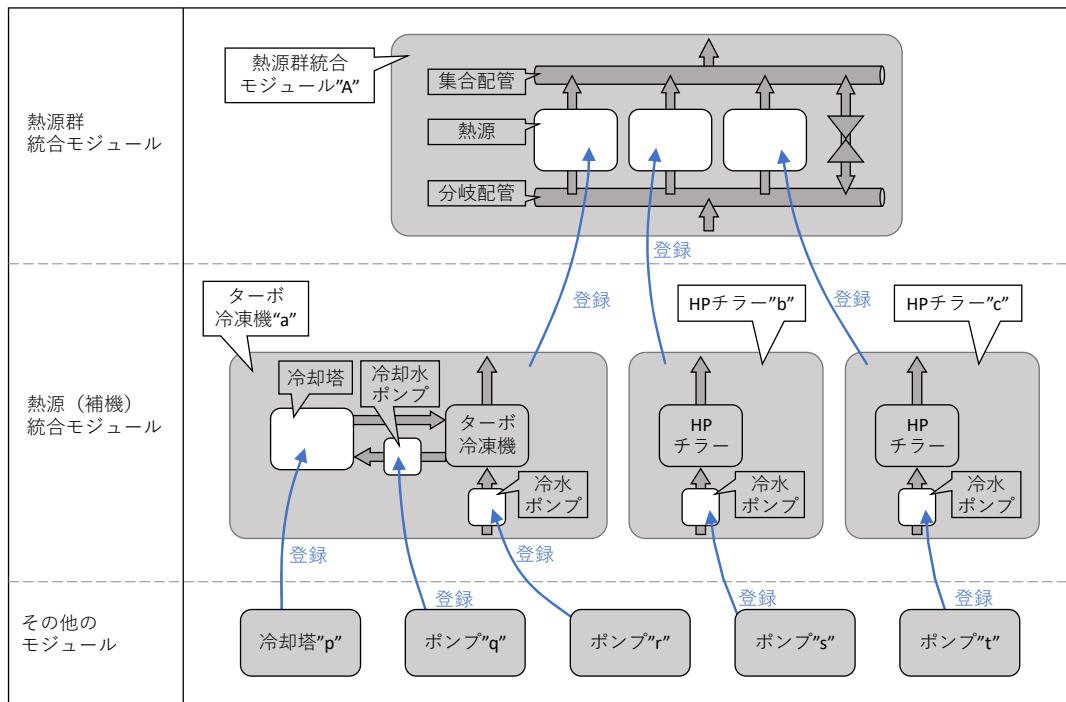 熱源群
統合モジュール
熱源群統合
モジュール”A”
集合配管
熱源
分岐配管
登録
登録
登録
熱源（補機）
統合モジュール
ターボ
冷凍機“a”
冷却塔
冷却水
ポンプ
ターボ
冷凍機
冷水
ポンプ
HPチラー”b”
HP
チラー
冷水
ポンプ
HPチラー”c”
HP
チラー
冷水
ポンプ
登録
登録
登録
登録
登録
その他の
モジュール
冷却塔”p”
ポンプ”q”
ポンプ”r”
ポンプ”s”
ポンプ”t”